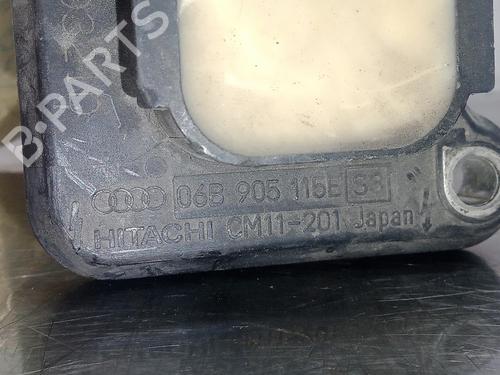 B-PARTS
06B 905 115E S3
HITACHI CM11-201 Japan